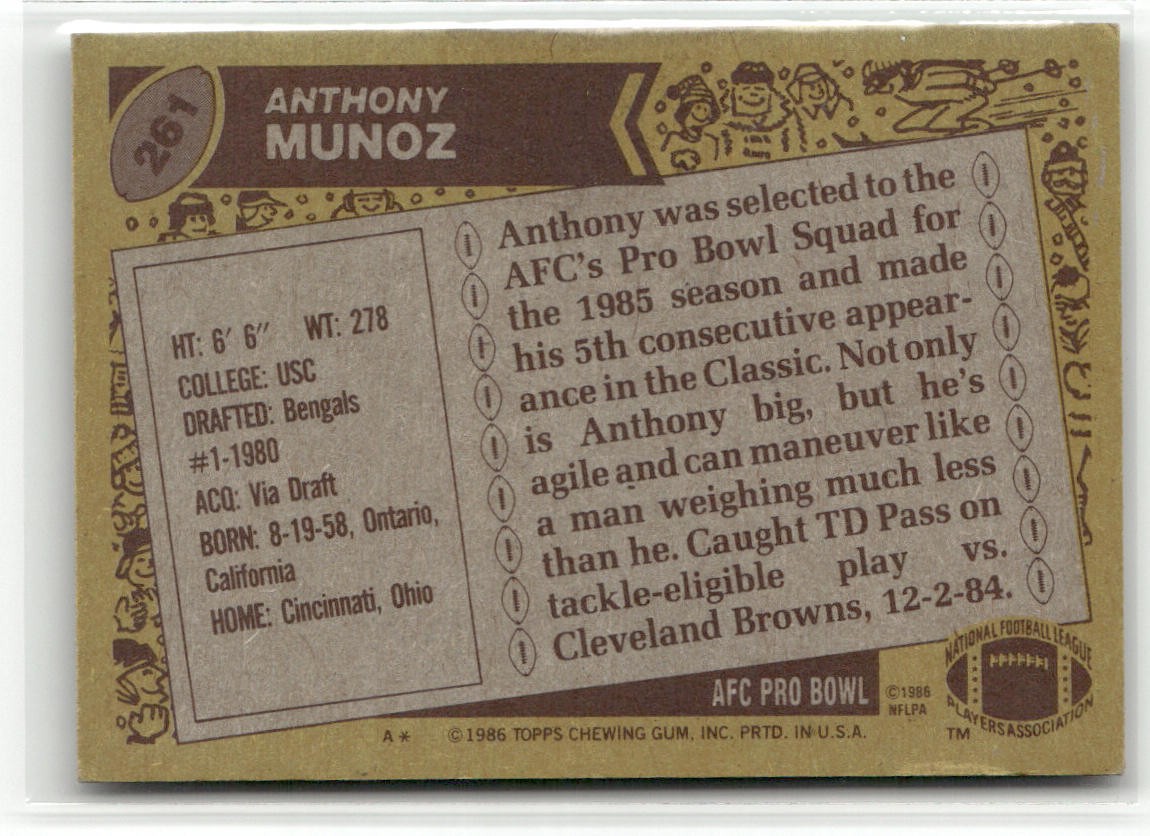 261
ANTHONY
MUNOZ
HT: 6′ 6″ WT: 278
COLLEGE: USC
DRAFTED: Bengals
#1-1980
ACQ: Via Draft
BORN: 8-19-58, Ontario,
California
HOME: Cincinnati, Ohio
Anthony was selected to the
AFC's Pro Bowl Squad for
the 1985 season and made
his 5th consecutive appear-
ance in the Classic. Not only
is Anthony big, but he's
agile and can maneuver like
a man weighing much less
than he. Caught TD Pass on
tackle-eligible play vs.
Cleveland Browns, 12-2-84.
AFC PRO BOWL
©1986
NFLPA
NATIONAL FOOTBALL LEAGUE
PLAYERS ASSOCIATION
TM
A* ©1986 TOPPS CHEWING GUM, INC. PRTD. IN U.S.A.